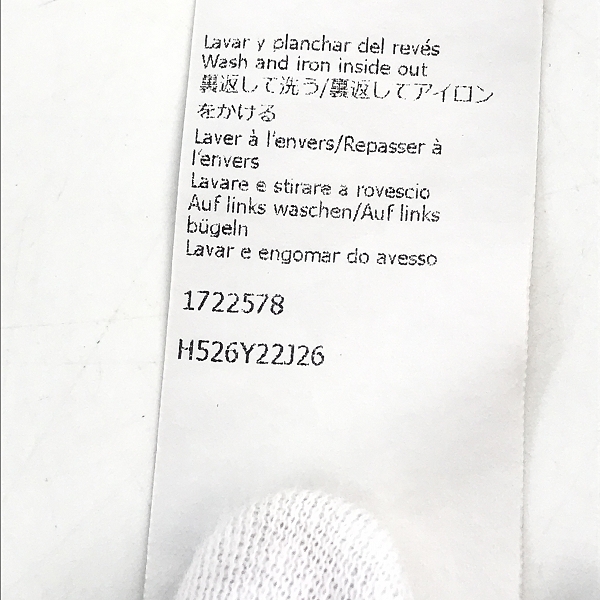 Lavar y planchar del revés
Wash and iron inside out
裏返して洗う/裏返してアイロン
をかける
Laver à l'envers/Repasser à
l'envers
Lavare e stirare a rovescio
Auf links waschen/Auf links
bügeln
Lavar e engomar do avesso
1722578
H526Y22J26